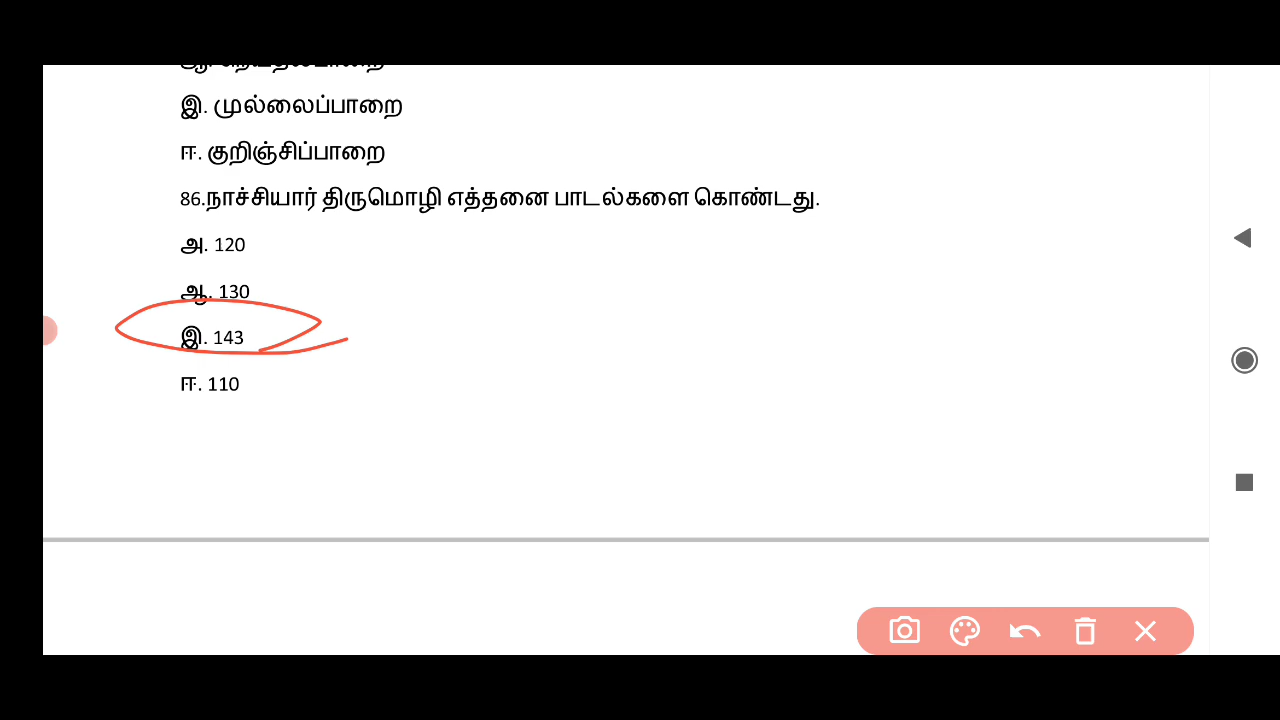 இ. முல்லைப்பாறை
ஈ. குறிஞ்சிப்பாறை
86.நாச்சியார் திருமொழி எத்தனை பாடல்களை கொண்டது.
அ. 120
ஆ. 130
இ. 143
ஈ. 110